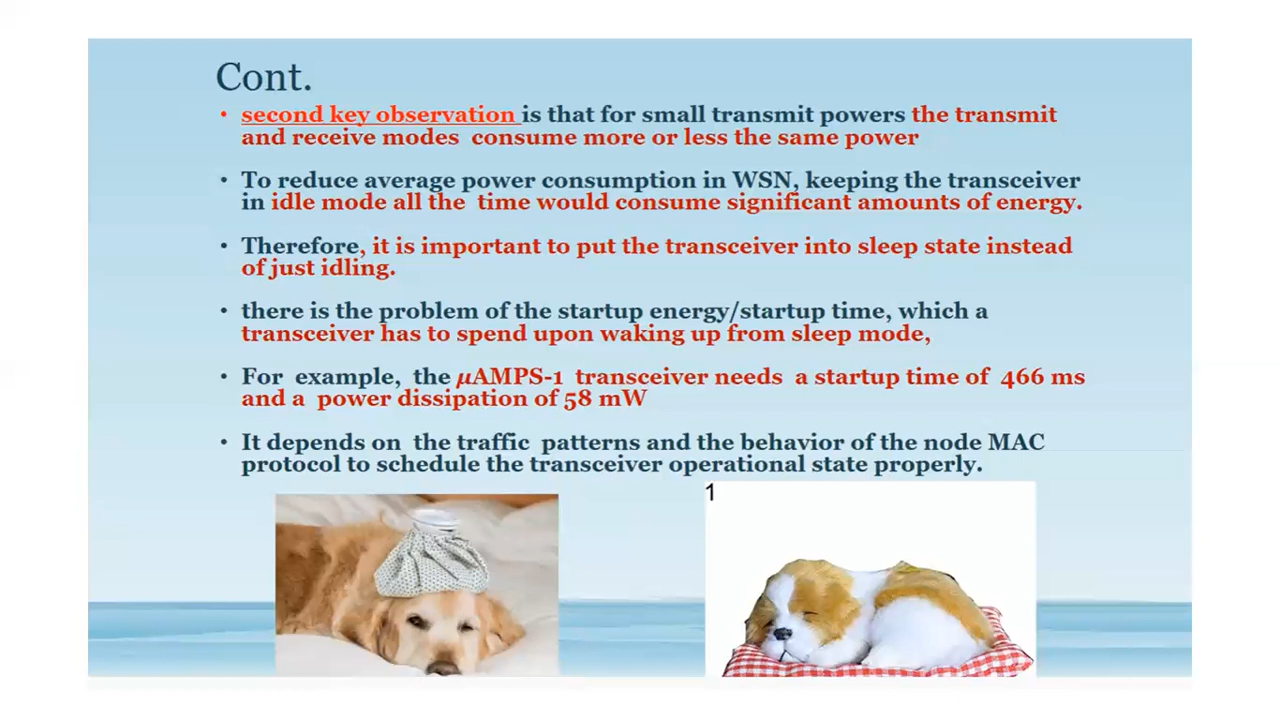 Cont.
• second key observation is that for small transmit powers the transmit
and receive modes consume more or less the same power
• To reduce average power consumption in WSN, keeping the transceiver
in idle mode all the time would consume significant amounts of energy.
• Therefore, it is important to put the transceiver into sleep state instead
of just idling.
• there is the problem of the startup energy/startup time, which a
transceiver has to spend upon waking up from sleep mode,
• For example, the μAMPS-1 transceiver needs a startup time of 466 ms
and a power dissipation of 58 mW
• It depends on the traffic patterns and the behavior of the node MAC
protocol to schedule the transceiver operational state properly.
1